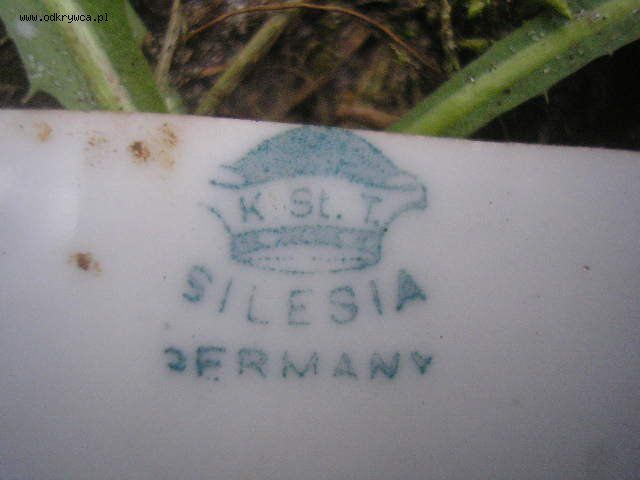 www.odkrywca.pl
K St. T.
SILESIA
GERMANY